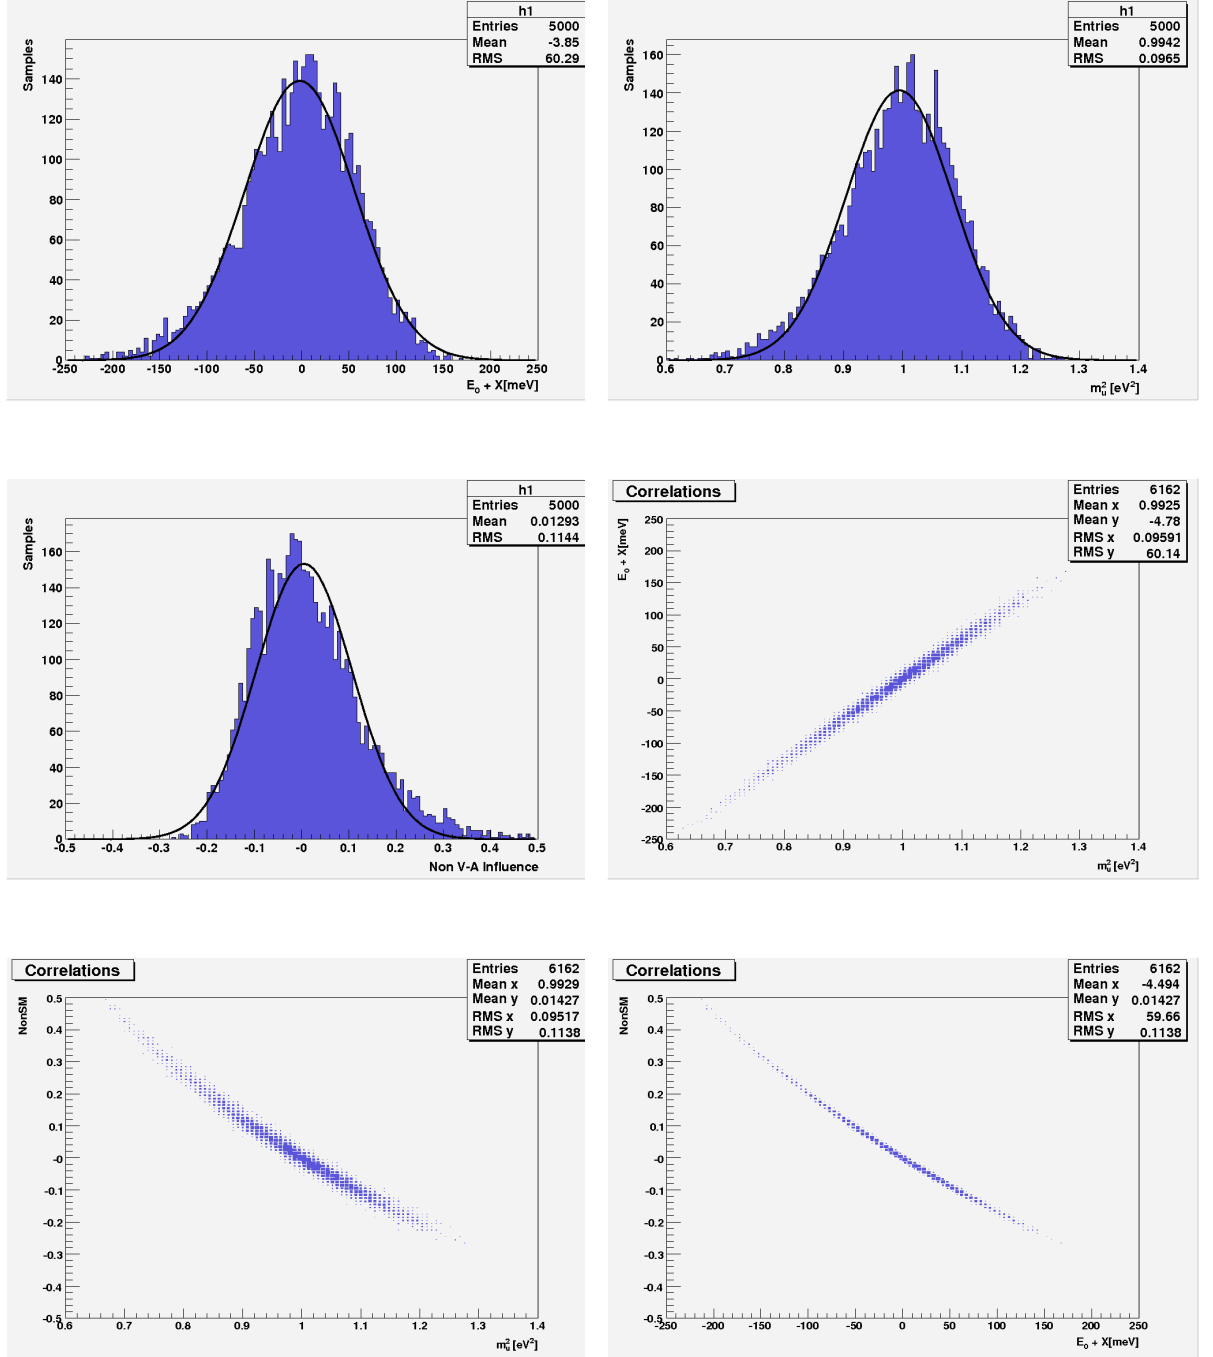 h1
Entries 5000
Mean -3.85
RMS 60.29
Samples
140
120
100
80
60
40
20
0
-250 -200 -150 -100 -50 0 50 100 150 200 250
E0 + X[meV]
h1
Entries 5000
Mean 0.9942
RMS 0.0965
Samples
160
140
120
100
80
60
40
20
0
0.6 0.7 0.8 0.9 1 1.1 1.2 1.3 1.4
m²ᵤ [eV²]
h1
Entries 5000
Mean 0.01293
RMS 0.1144
Samples
160
140
120
100
80
60
40
20
0
-0.5 -0.4 -0.3 -0.2 -0.1 -0 0.1 0.2 0.3 0.4 0.5
Non V-A Influence
Correlations
Entries 6162
Mean x 0.9925
Mean y -4.78
RMS x 0.09591
RMS y 60.14
E0 + X[meV]
250
200
150
100
50
0
-50
-100
-150
-200
-250
0.6 0.7 0.8 0.9 1 1.1 1.2 1.3 1.4
m²ᵤ [eV²]
Correlations
Entries 6162
Mean x 0.9929
Mean y 0.01427
RMS x 0.09517
RMS y 0.1138
NonSM
0.5
0.4
0.3
0.2
0.1
-0
-0.1
-0.2
-0.3
-0.4
-0.5
0.6 0.7 0.8 0.9 1 1.1 1.2 1.3 1.4
m²ᵤ [eV²]
Correlations
Entries 6162
Mean x -4.494
Mean y 0.01427
RMS x 59.66
RMS y 0.1138
NonSM
0.5
0.4
0.3
0.2
0.1
-0
-0.1
-0.2
-0.3
-0.4
-0.5
-250 -200 -150 -100 -50 0 50 100 150 200 250
E0 + X[meV]